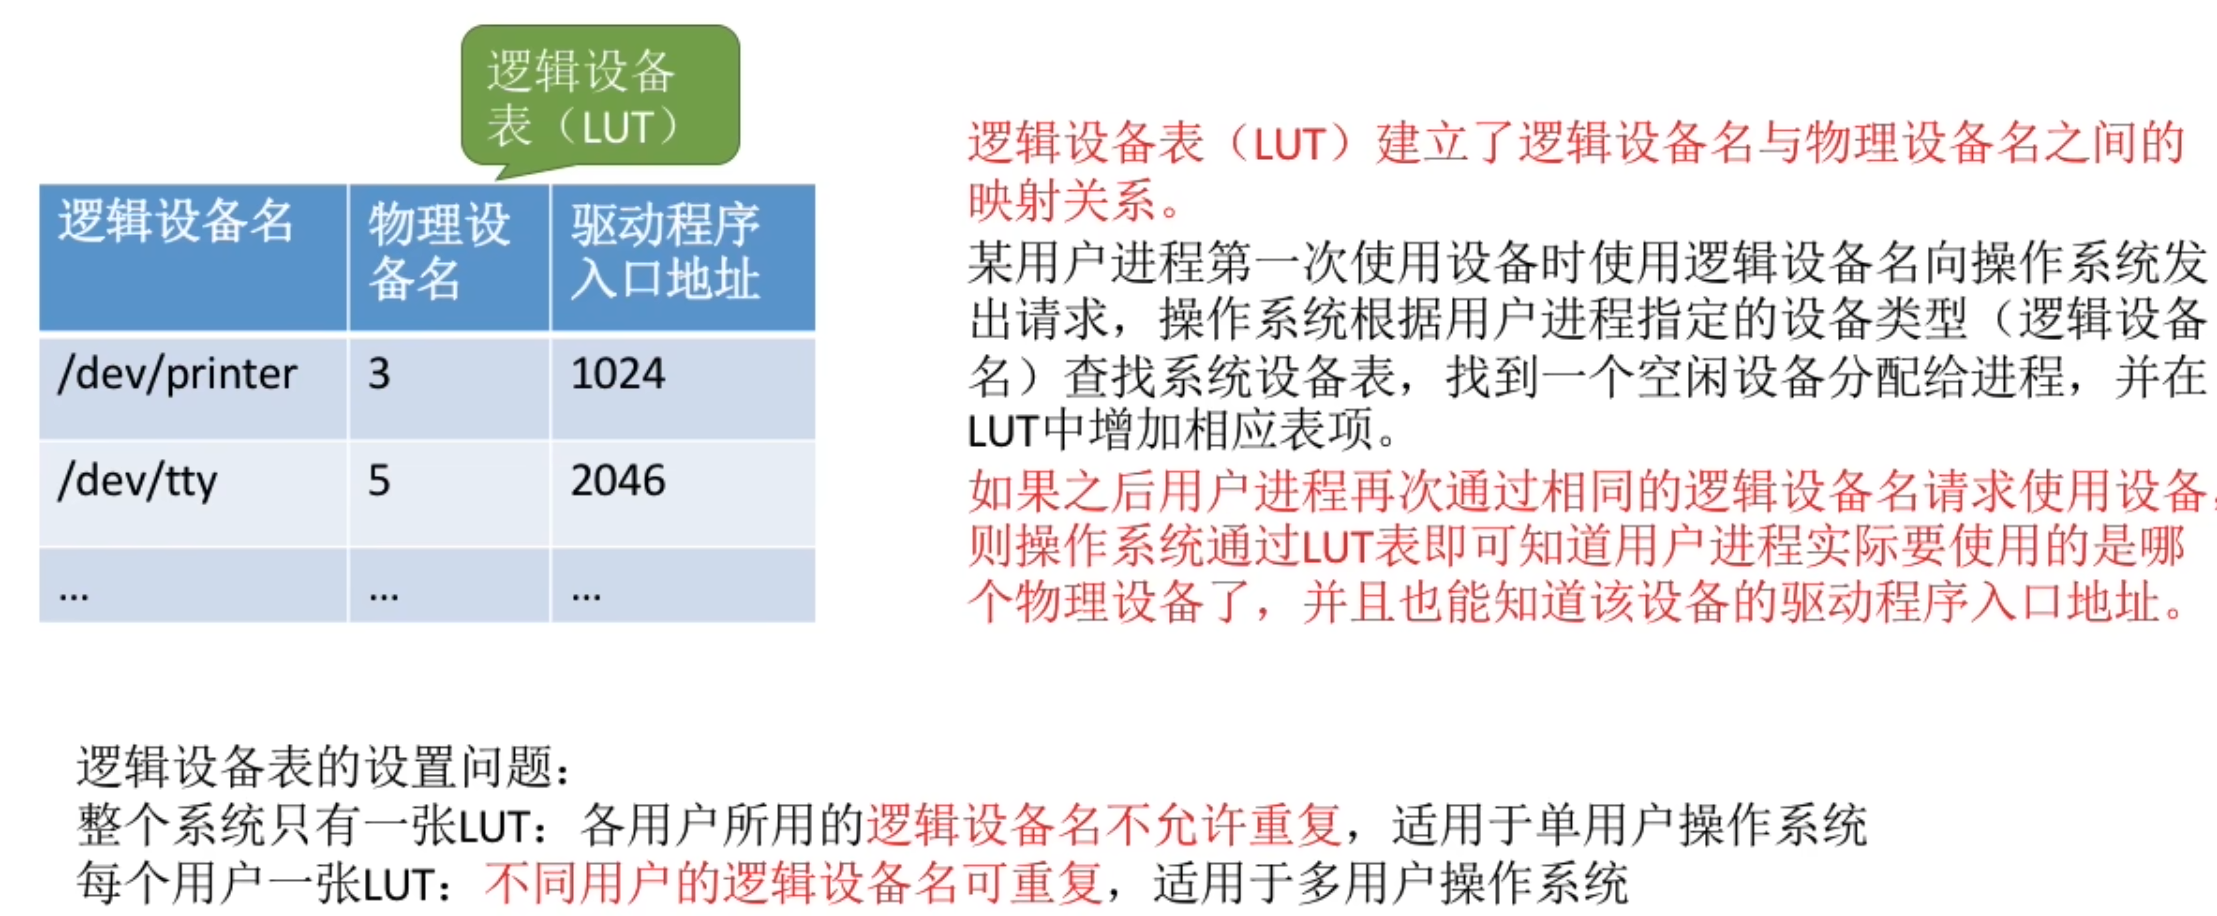 逻辑设备
表（LUT）
逻辑设备名
物理设
备名
驱动程序
入口地址
/dev/printer 3 1024
/dev/tty 5 2046
... ... ...
逻辑设备表（LUT）建立了逻辑设备名与物理设备名之间的
映射关系。
某用户进程第一次使用设备时使用逻辑设备名向操作系统发
出请求，操作系统根据用户进程指定的设备类型（逻辑设备
名）查找系统设备表，找到一个空闲设备分配给进程，并在
LUT中增加相应表项。
如果之后用户进程再次通过相同的逻辑设备名请求使用设备，
则操作系统通过LUT表即可知道用户进程实际要使用的是哪
个物理设备了，并且也能知道该设备的驱动程序入口地址。
逻辑设备表的设置问题：
整个系统只有一张LUT：各用户所用的逻辑设备名不允许重复，适用于单用户操作系统
每个用户一张LUT：不同用户的逻辑设备名可重复，适用于多用户操作系统